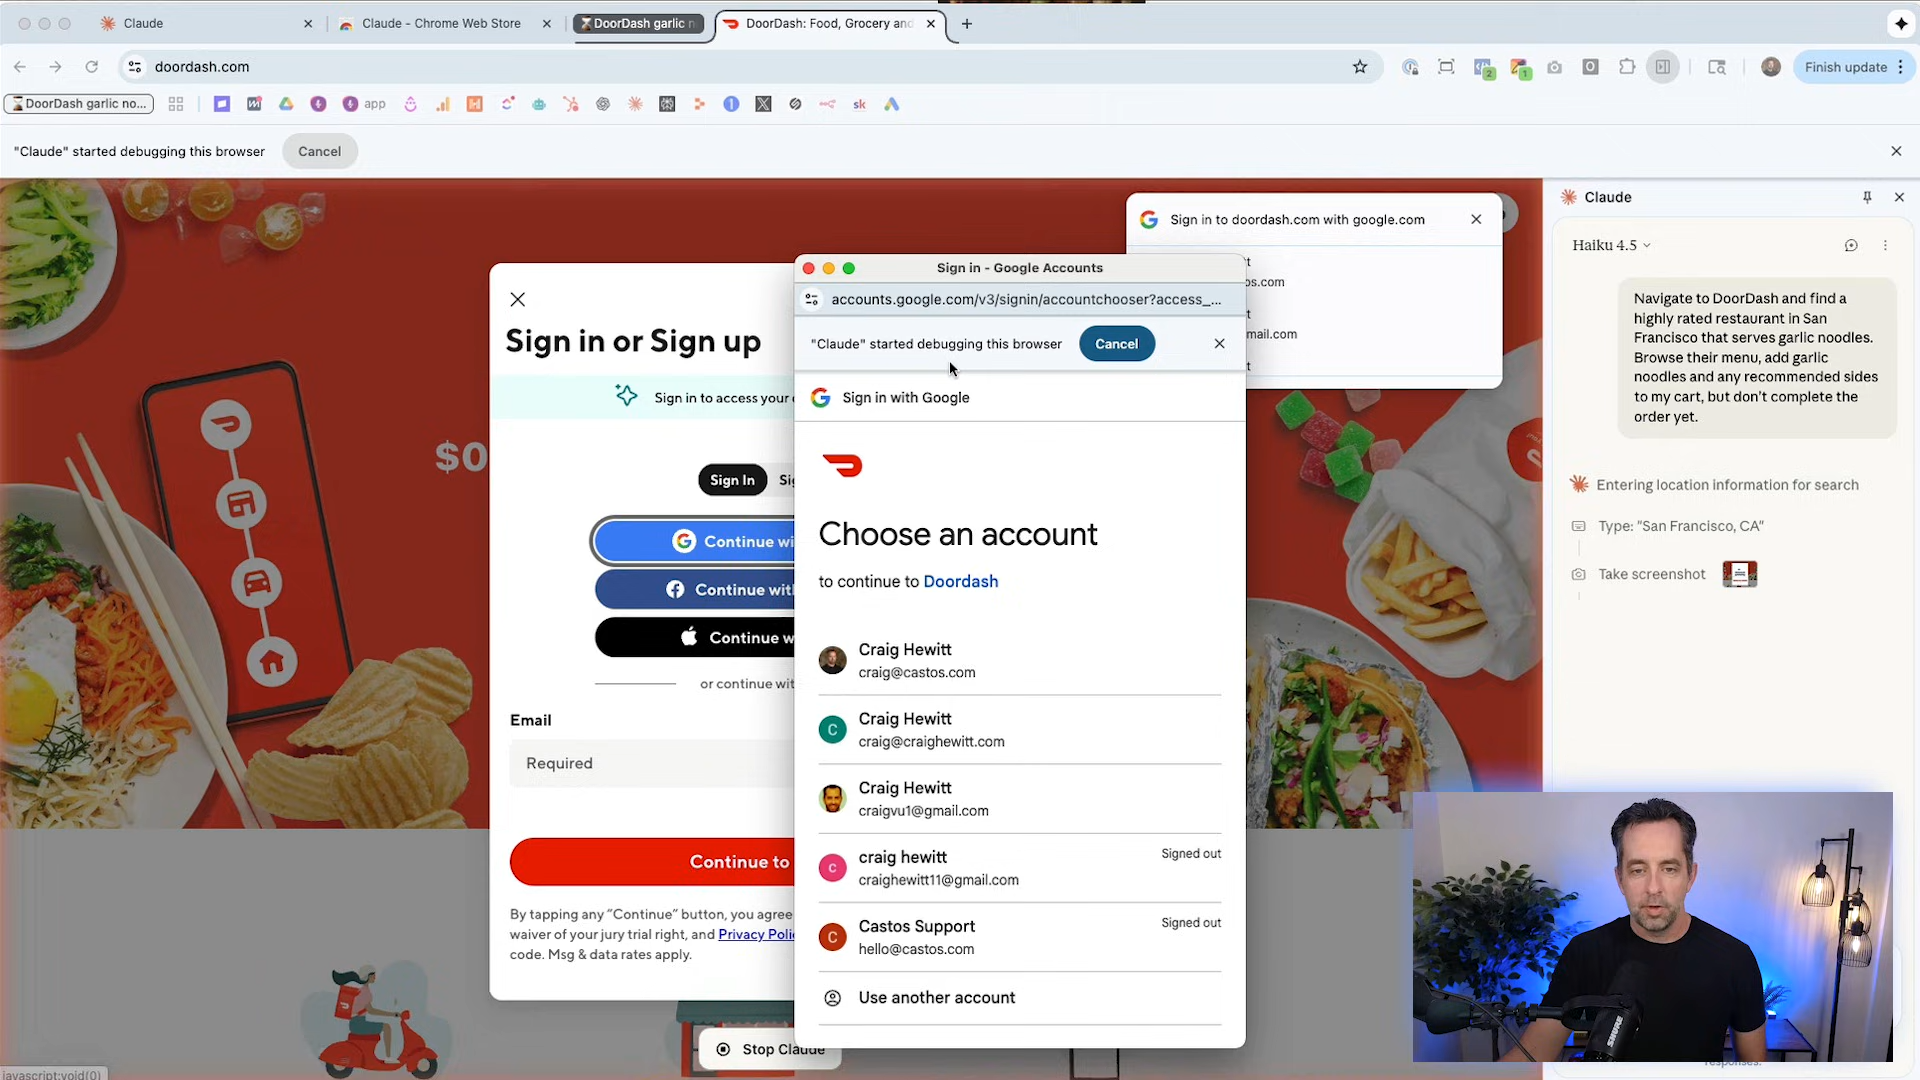 Claude
Claude - Chrome Web Store
DoorDash garlic n
DoorDash: Food, Grocery and
doordash.com
Finish update
DoorDash garlic no...
app
sk
"Claude" started debugging this browser
Cancel
Sign in to doordash.com with google.com
Claude
Haiku 4.5
Navigate to DoorDash and find a
highly rated restaurant in San
Francisco that serves garlic noodles.
Browse their menu, add garlic
noodles and any recommended sides
to my cart, but don't complete the
order yet.
Entering location information for search
Type: "San Francisco, CA"
Take screenshot
$0
Sign in or Sign up
Sign in to access your
Sign In
Continue wi
Continue wit
Continue w
or continue wit
Email
Required
Continue to
By tapping any “Continue” button, you agree
waiver of your jury trial right, and Privacy Poli
code. Msg & data rates apply.
Stop Claude
Sign in - Google Accounts
accounts.google.com/v3/signin/accountchooser?access_...
"Claude" started debugging this browser
Cancel
Sign in with Google
Choose an account
to continue to Doordash
Craig Hewitt
craig@castos.com
Craig Hewitt
craig@craighewitt.com
Craig Hewitt
craigvu1@gmail.com
craig hewitt
craighewitt11@gmail.com
Signed out
Castos Support
hello@castos.com
Signed out
Use another account
os.com
mail.com
SHURE
responses.
javascript:void(0)